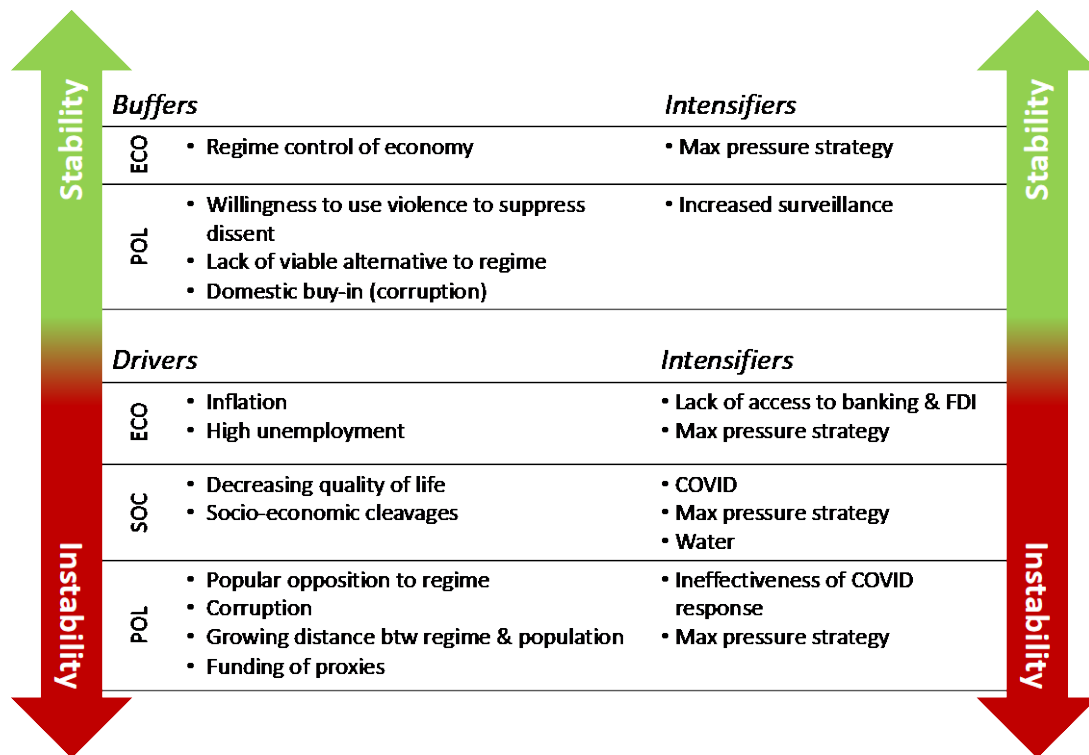 Stability
Stability
Buffers Intensifiers
ECO
• Regime control of economy • Max pressure strategy
POL
• Willingness to use violence to suppress • Increased surveillance
dissent
• Lack of viable alternative to regime
• Domestic buy-in (corruption)
Drivers Intensifiers
ECO
• Inflation • Lack of access to banking & FDI
• High unemployment • Max pressure strategy
SOC
• Decreasing quality of life • COVID
• Socio-economic cleavages • Max pressure strategy
• Water
POL
• Popular opposition to regime • Ineffectiveness of COVID
• Corruption response
• Growing distance btw regime & population • Max pressure strategy
• Funding of proxies
Instability
Instability